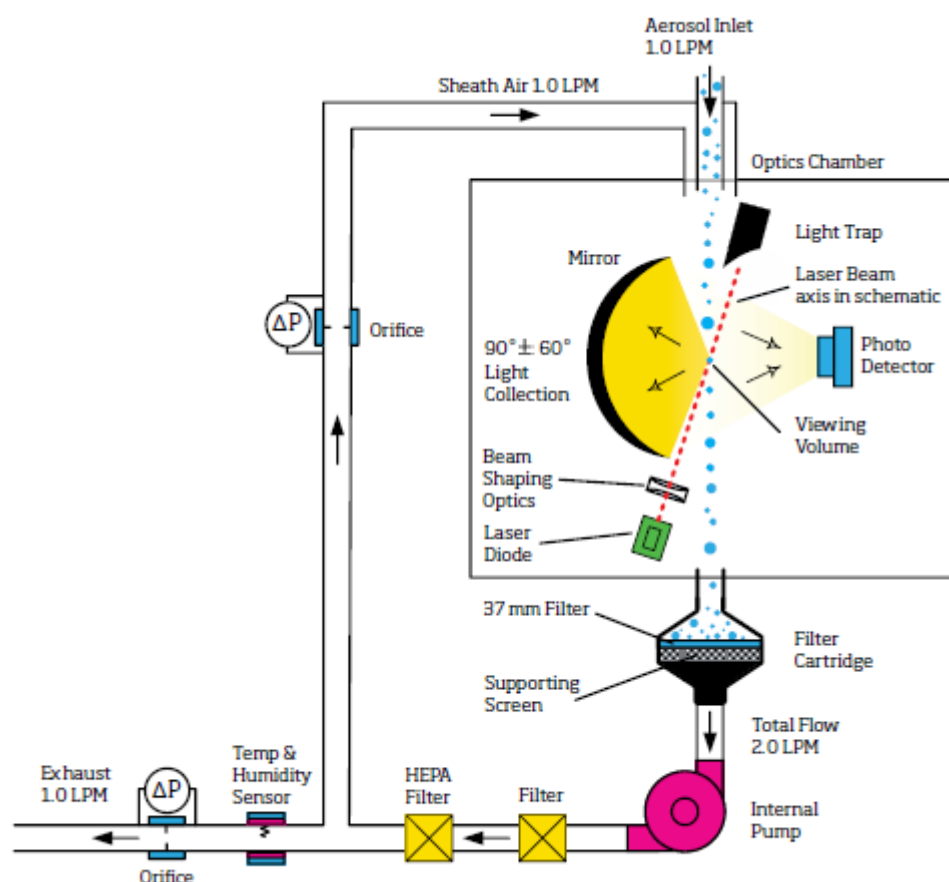 Aerosol Inlet
1.0 LPM
Sheath Air 1.0 LPM
Optics Chamber
Light Trap
Mirror
Laser Beam
axis in schematic
ΔP
Orifice
90°± 60°
Light
Collection
Photo
Detector
Viewing
Volume
Beam
Shaping
Optics
Laser
Diode
37 mm Filter
Filter
Cartridge
Supporting
Screen
Total Flow
2.0 LPM
Exhaust
1.0 LPM
ΔP
Temp &
Humidity
Sensor
HEPA
Filter
Filter
Internal
Pump
Orifice